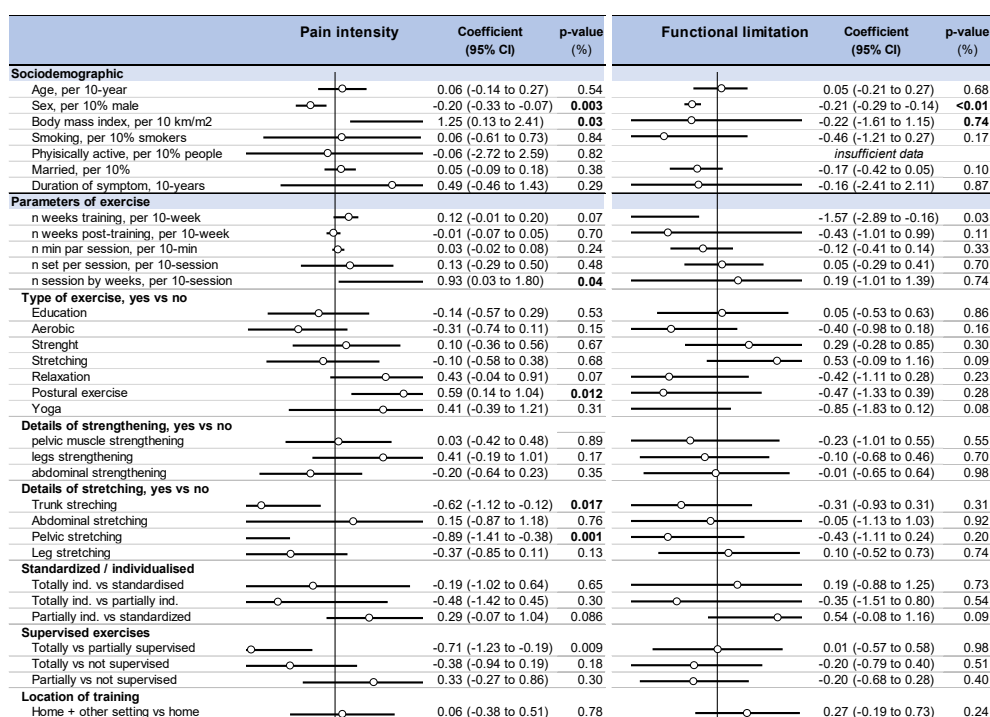 Pain intensity Coefficient p-value Functional limitation Coefficient p-value
(95% CI) (%) (95% CI) (%)
Sociodemographic
Age, per 10-year 0.06 (-0.14 to 0.27) 0.54 0.05 (-0.21 to 0.27) 0.68
Sex, per 10% male -0.20 (-0.33 to -0.07) 0.003 -0.21 (-0.29 to -0.14) <0.01
Body mass index, per 10 km/m2 1.25 (0.13 to 2.41) 0.03 -0.22 (-1.61 to 1.15) 0.74
Smoking, per 10% smokers 0.06 (-0.61 to 0.73) 0.84 -0.46 (-1.21 to 0.27) 0.17
Phyisically active, per 10% people -0.06 (-2.72 to 2.59) 0.82 insufficient data
Married, per 10% 0.05 (-0.09 to 0.18) 0.38 -0.17 (-0.42 to 0.05) 0.10
Duration of symptom, 10-years 0.49 (-0.46 to 1.43) 0.29 -0.16 (-2.41 to 2.11) 0.87
Parameters of exercise
n weeks training, per 10-week 0.12 (-0.01 to 0.20) 0.07 -1.57 (-2.89 to -0.16) 0.03
n weeks post-training, per 10-week -0.01 (-0.07 to 0.05) 0.70 -0.43 (-1.01 to 0.99) 0.11
n min par session, per 10-min 0.03 (-0.02 to 0.08) 0.24 -0.12 (-0.41 to 0.14) 0.33
n set per session, per 10-session 0.13 (-0.29 to 0.50) 0.48 0.05 (-0.29 to 0.41) 0.70
n session by weeks, per 10-session 0.93 (0.03 to 1.80) 0.04 0.19 (-1.01 to 1.39) 0.74
Type of exercise, yes vs no
Education -0.14 (-0.57 to 0.29) 0.53 0.05 (-0.53 to 0.63) 0.86
Aerobic -0.31 (-0.74 to 0.11) 0.15 -0.40 (-0.98 to 0.18) 0.16
Strenght 0.10 (-0.36 to 0.56) 0.67 0.29 (-0.28 to 0.85) 0.30
Stretching -0.10 (-0.58 to 0.38) 0.68 0.53 (-0.09 to 1.16) 0.09
Relaxation 0.43 (-0.04 to 0.91) 0.07 -0.42 (-1.11 to 0.28) 0.23
Postural exercise 0.59 (0.14 to 1.04) 0.012 -0.47 (-1.33 to 0.39) 0.28
Yoga 0.41 (-0.39 to 1.21) 0.31 -0.85 (-1.83 to 0.12) 0.08
Details of strengthening, yes vs no
pelvic muscle strengthening 0.03 (-0.42 to 0.48) 0.89 -0.23 (-1.01 to 0.55) 0.55
legs strengthening 0.41 (-0.19 to 1.01) 0.17 -0.10 (-0.68 to 0.46) 0.70
abdominal strengthening -0.20 (-0.64 to 0.23) 0.35 -0.01 (-0.65 to 0.64) 0.98
Details of stretching, yes vs no
Trunk streching -0.62 (-1.12 to -0.12) 0.017 -0.31 (-0.93 to 0.31) 0.31
Abdominal stretching 0.15 (-0.87 to 1.18) 0.76 -0.05 (-1.13 to 1.03) 0.92
Pelvic stretching -0.89 (-1.41 to -0.38) 0.001 -0.43 (-1.11 to 0.24) 0.20
Leg stretching -0.37 (-0.85 to 0.11) 0.13 0.10 (-0.52 to 0.73) 0.74
Standardized / individualised
Totally ind. vs standardised -0.19 (-1.02 to 0.64) 0.65 0.19 (-0.88 to 1.25) 0.73
Totally ind. vs partially ind. -0.48 (-1.42 to 0.45) 0.30 -0.35 (-1.51 to 0.80) 0.54
Partially ind. vs standardized 0.29 (-0.07 to 1.04) 0.086 0.54 (-0.08 to 1.16) 0.09
Supervised exercises
Totally vs partially supervised -0.71 (-1.23 to -0.19) 0.009 0.01 (-0.57 to 0.58) 0.98
Totally vs not supervised -0.38 (-0.94 to 0.19) 0.18 -0.20 (-0.79 to 0.40) 0.51
Partially vs not supervised 0.33 (-0.27 to 0.86) 0.30 -0.20 (-0.68 to 0.28) 0.40
Location of training
Home + other setting vs home 0.06 (-0.38 to 0.51) 0.78 0.27 (-0.19 to 0.73) 0.24